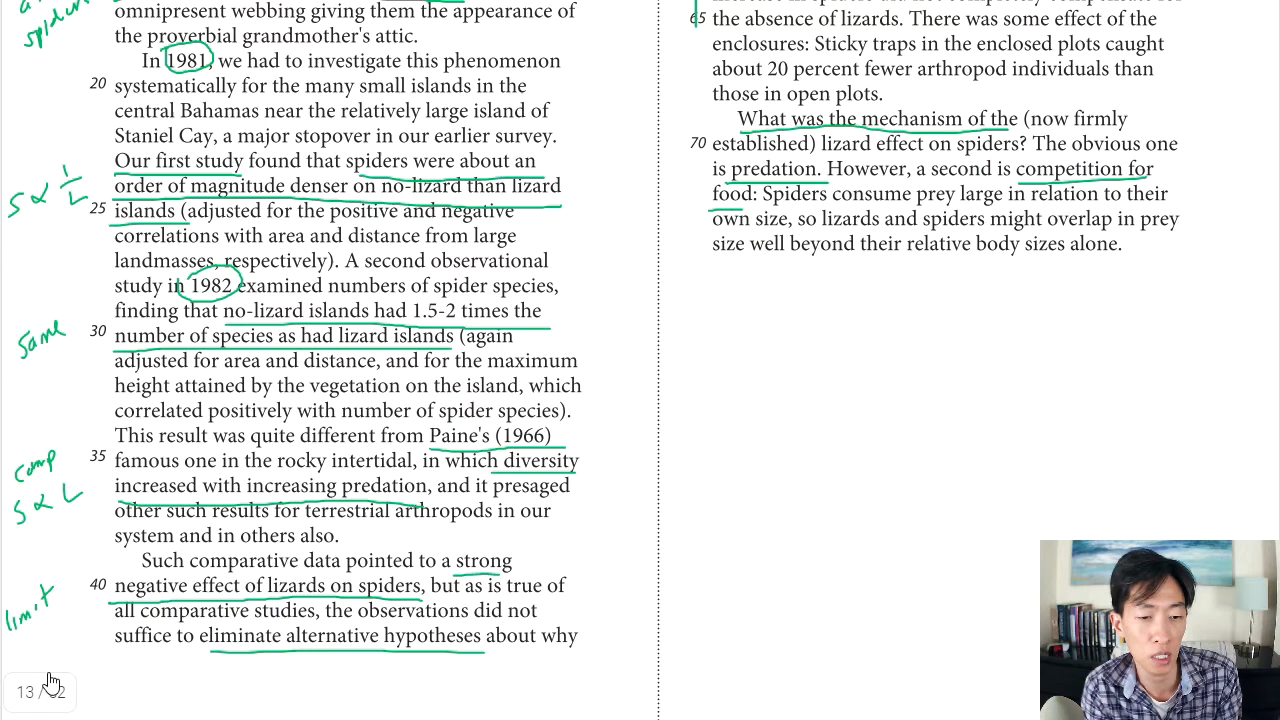 spiders
omnipresent webbing giving them the appearance of
the proverbial grandmother's attic.
In 1981, we had to investigate this phenomenon
20 systematically for the many small islands in the
central Bahamas near the relatively large island of
Staniel Cay, a major stopover in our earlier survey.
Our first study found that spiders were about an
order of magnitude denser on no-lizard than lizard
S ∝ 1/L
25 islands (adjusted for the positive and negative
correlations with area and distance from large
landmasses, respectively). A second observational
study in 1982 examined numbers of spider species,
finding that no-lizard islands had 1.5-2 times the
same
30 number of species as had lizard islands (again
adjusted for area and distance, and for the maximum
height attained by the vegetation on the island, which
correlated positively with number of spider species).
This result was quite different from Paine's (1966)
comp
35 famous one in the rocky intertidal, in which diversity
S ∝ L
increased with increasing predation, and it presaged
other such results for terrestrial arthropods in our
system and in others also.
Such comparative data pointed to a strong
limit
40 negative effect of lizards on spiders, but as is true of
all comparative studies, the observations did not
suffice to eliminate alternative hypotheses about why
13 /
increase in spiders did not completely compensate for
65 the absence of lizards. There was some effect of the
enclosures: Sticky traps in the enclosed plots caught
about 20 percent fewer arthropod individuals than
those in open plots.
What was the mechanism of the (now firmly
70 established) lizard effect on spiders? The obvious one
is predation. However, a second is competition for
food: Spiders consume prey large in relation to their
own size, so lizards and spiders might overlap in prey
size well beyond their relative body sizes alone.